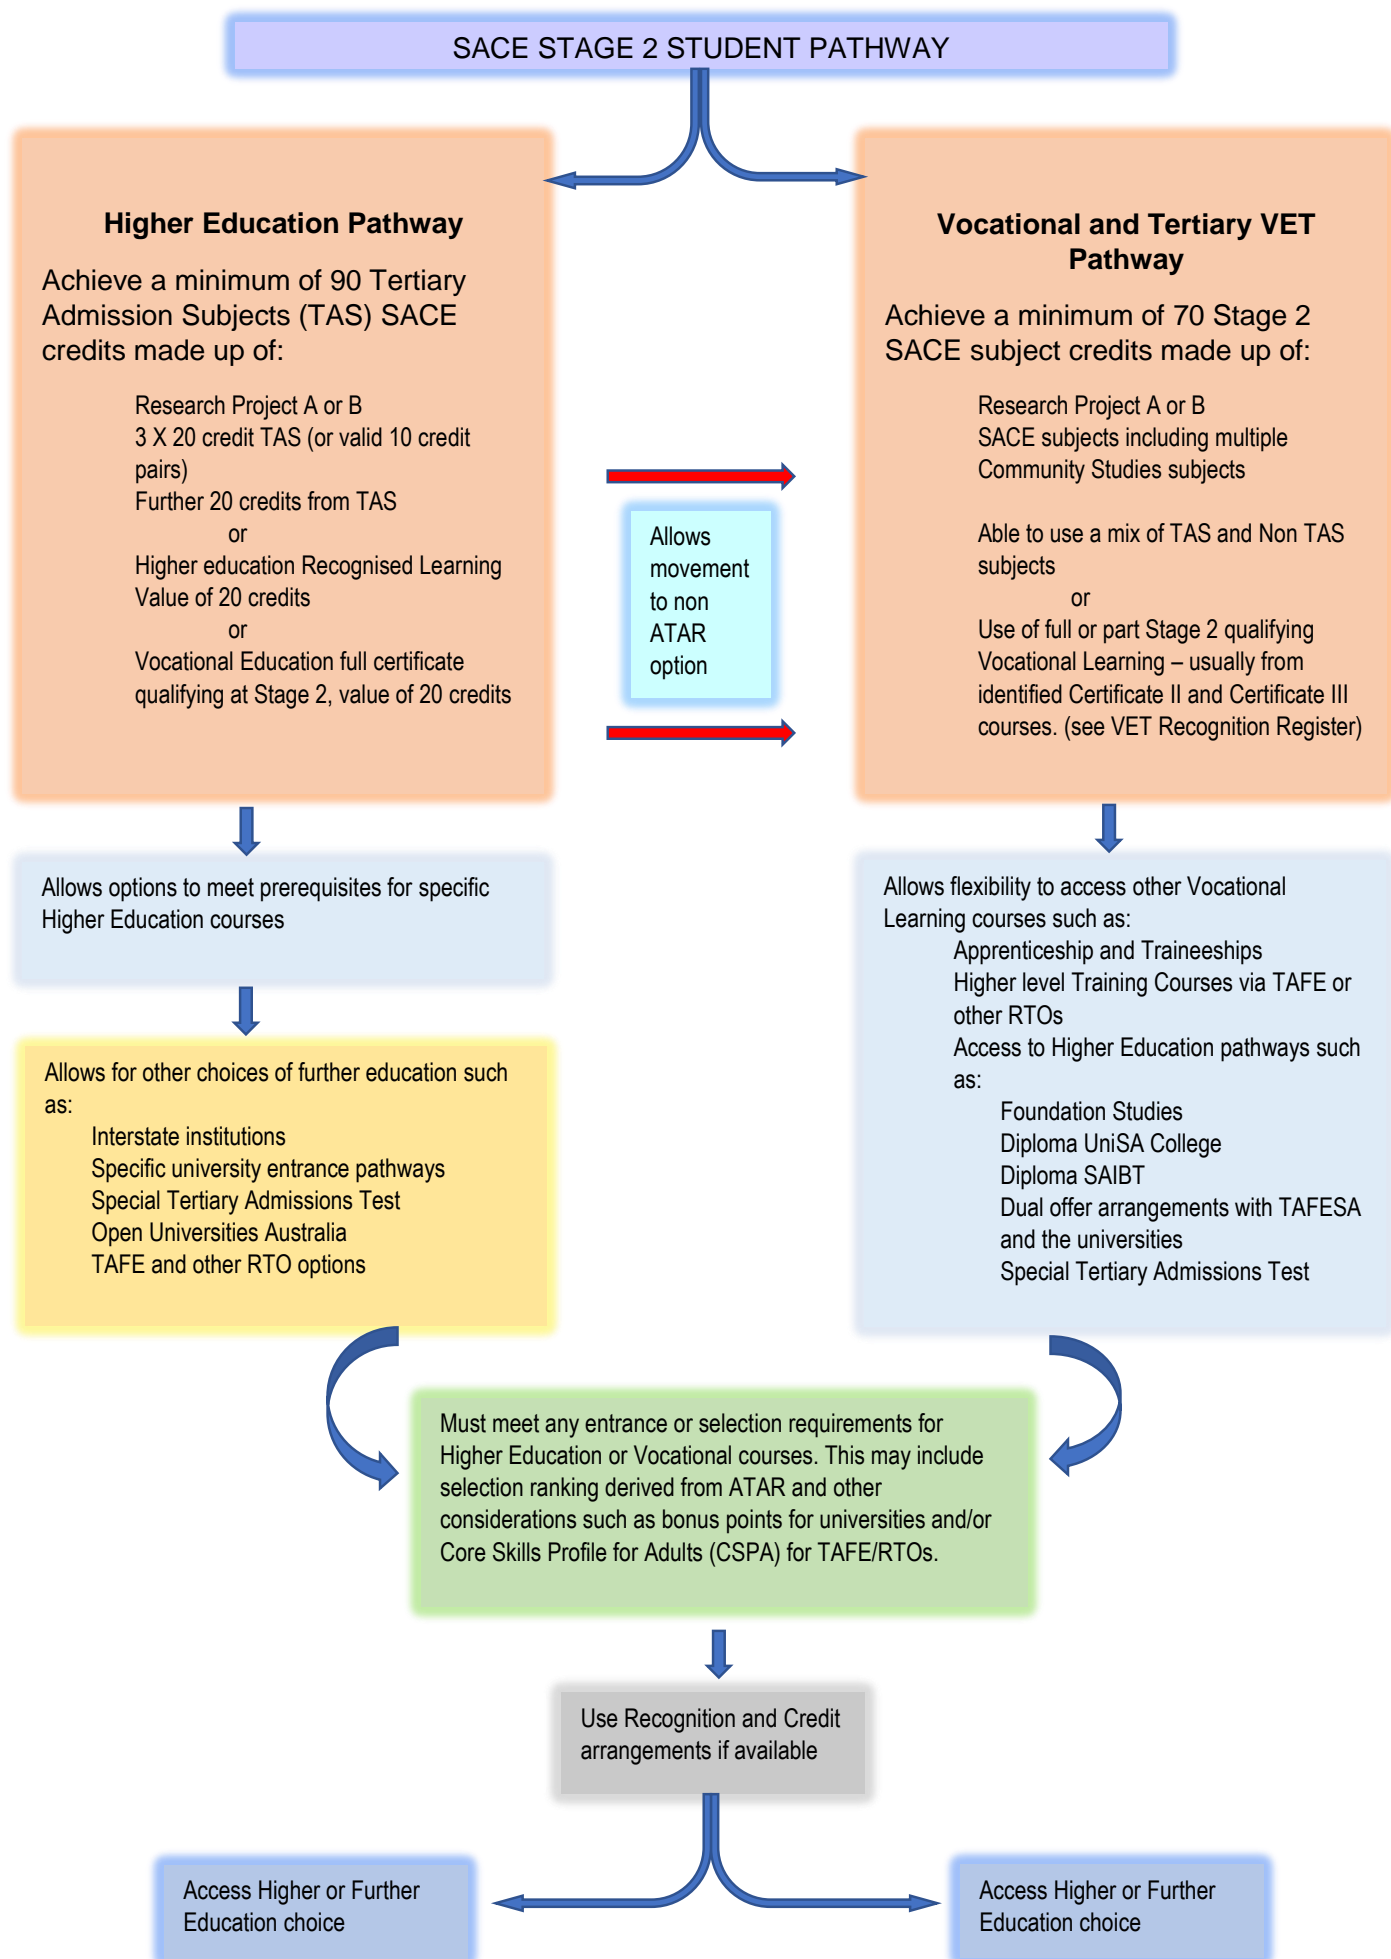 SACE STAGE 2 STUDENT PATHWAY
Higher Education Pathway
Achieve a minimum of 90 Tertiary
Admission Subjects (TAS) SACE
credits made up of:
Research Project A or B
3 X 20 credit TAS (or valid 10 credit
pairs)
Further 20 credits from TAS
or
Higher education Recognised Learning
Value of 20 credits
or
Vocational Education full certificate
qualifying at Stage 2, value of 20 credits
Allows
movement
to non
ATAR
option
Vocational and Tertiary VET
Pathway
Achieve a minimum of 70 Stage 2
SACE subject credits made up of:
Research Project A or B
SACE subjects including multiple
Community Studies subjects
Able to use a mix of TAS and Non TAS
subjects
or
Use of full or part Stage 2 qualifying
Vocational Learning – usually from
identified Certificate II and Certificate III
courses. (see VET Recognition Register)
Allows options to meet prerequisites for specific
Higher Education courses
Allows for other choices of further education such
as:
Interstate institutions
Specific university entrance pathways
Special Tertiary Admissions Test
Open Universities Australia
TAFE and other RTO options
Allows flexibility to access other Vocational
Learning courses such as:
Apprenticeship and Traineeships
Higher level Training Courses via TAFE or
other RTOs
Access to Higher Education pathways such
as:
Foundation Studies
Diploma UniSA College
Diploma SAIBT
Dual offer arrangements with TAFESA
and the universities
Special Tertiary Admissions Test
Must meet any entrance or selection requirements for
Higher Education or Vocational courses. This may include
selection ranking derived from ATAR and other
considerations such as bonus points for universities and/or
Core Skills Profile for Adults (CSPA) for TAFE/RTOs.
Use Recognition and Credit
arrangements if available
Access Higher or Further
Education choice
Access Higher or Further
Education choice